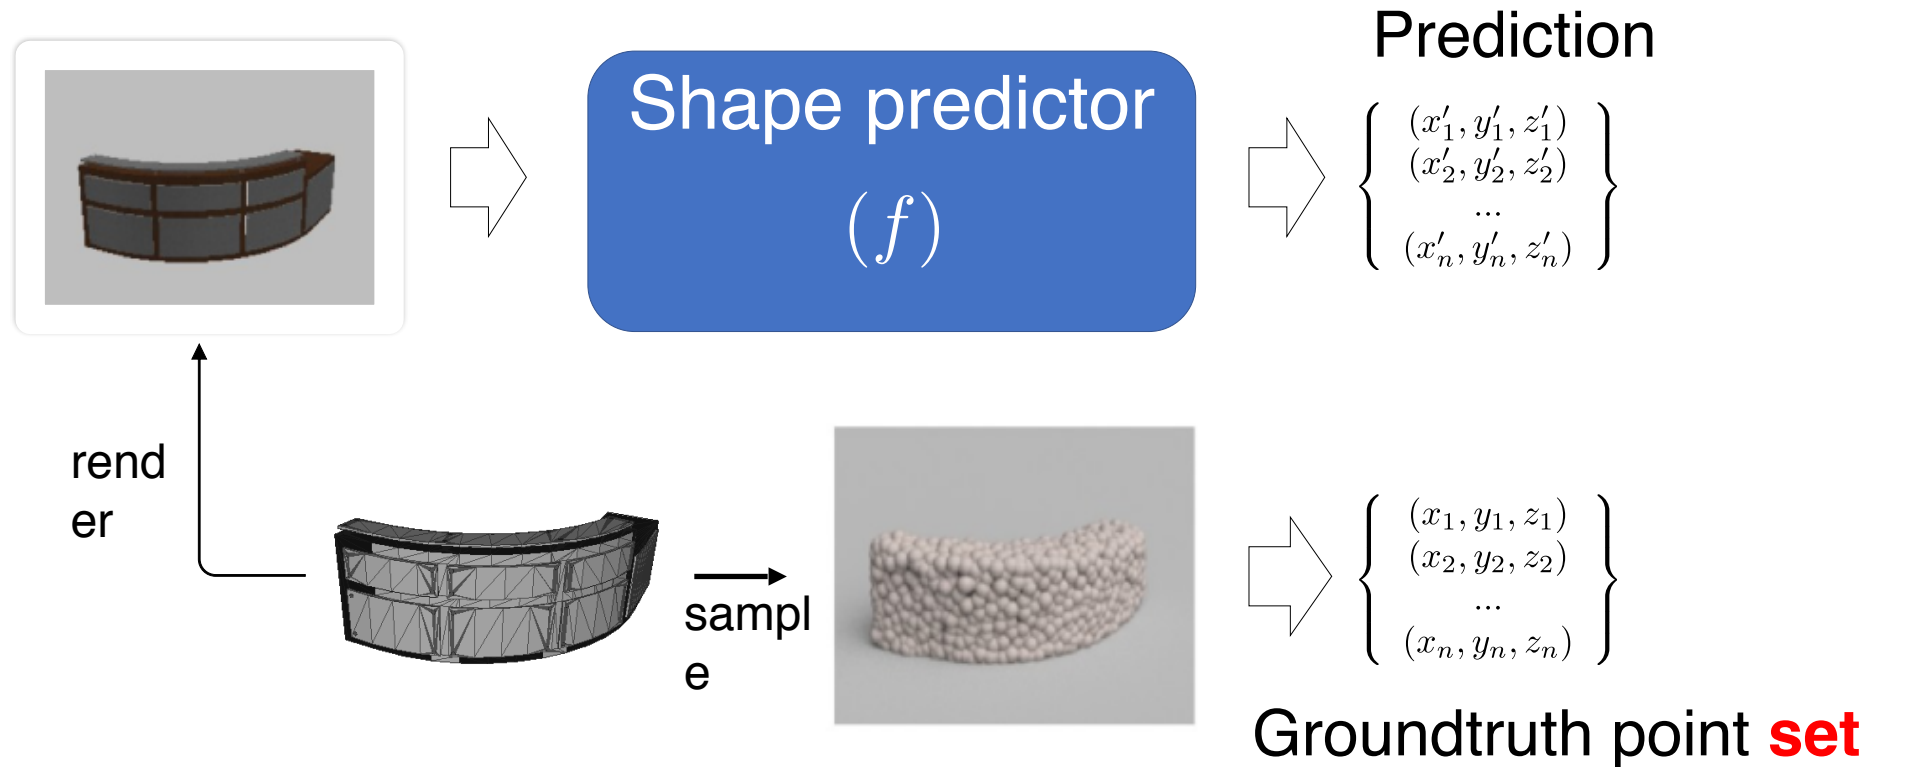 Prediction
Shape predictor
(f)
(x′₁, y′₁, z′₁)
(x′₂, y′₂, z′₂)
...
(x′ₙ, y′ₙ, z′ₙ)
rend
er
sampl
e
(x₁, y₁, z₁)
(x₂, y₂, z₂)
...
(xₙ, yₙ, zₙ)
Groundtruth point set